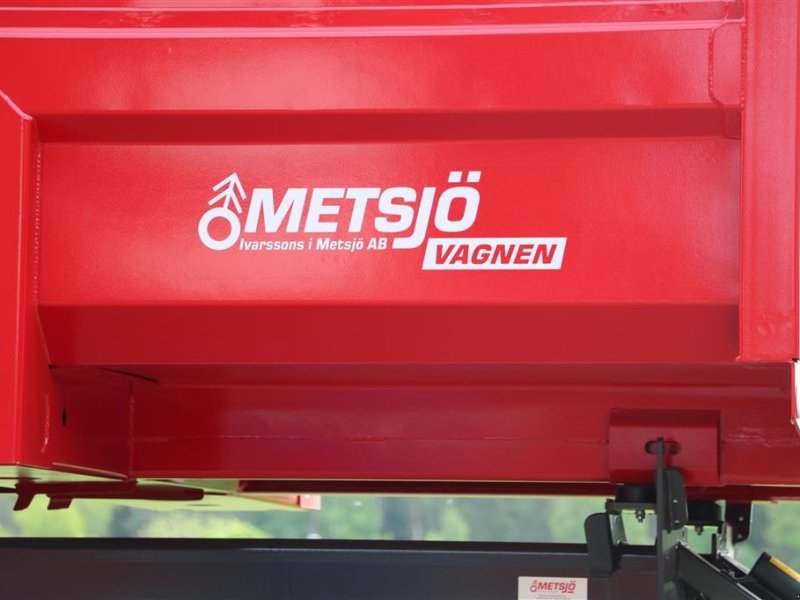 METSJÖ
Ivarssons i Metsjö AB
VAGNEN
METSJÖ